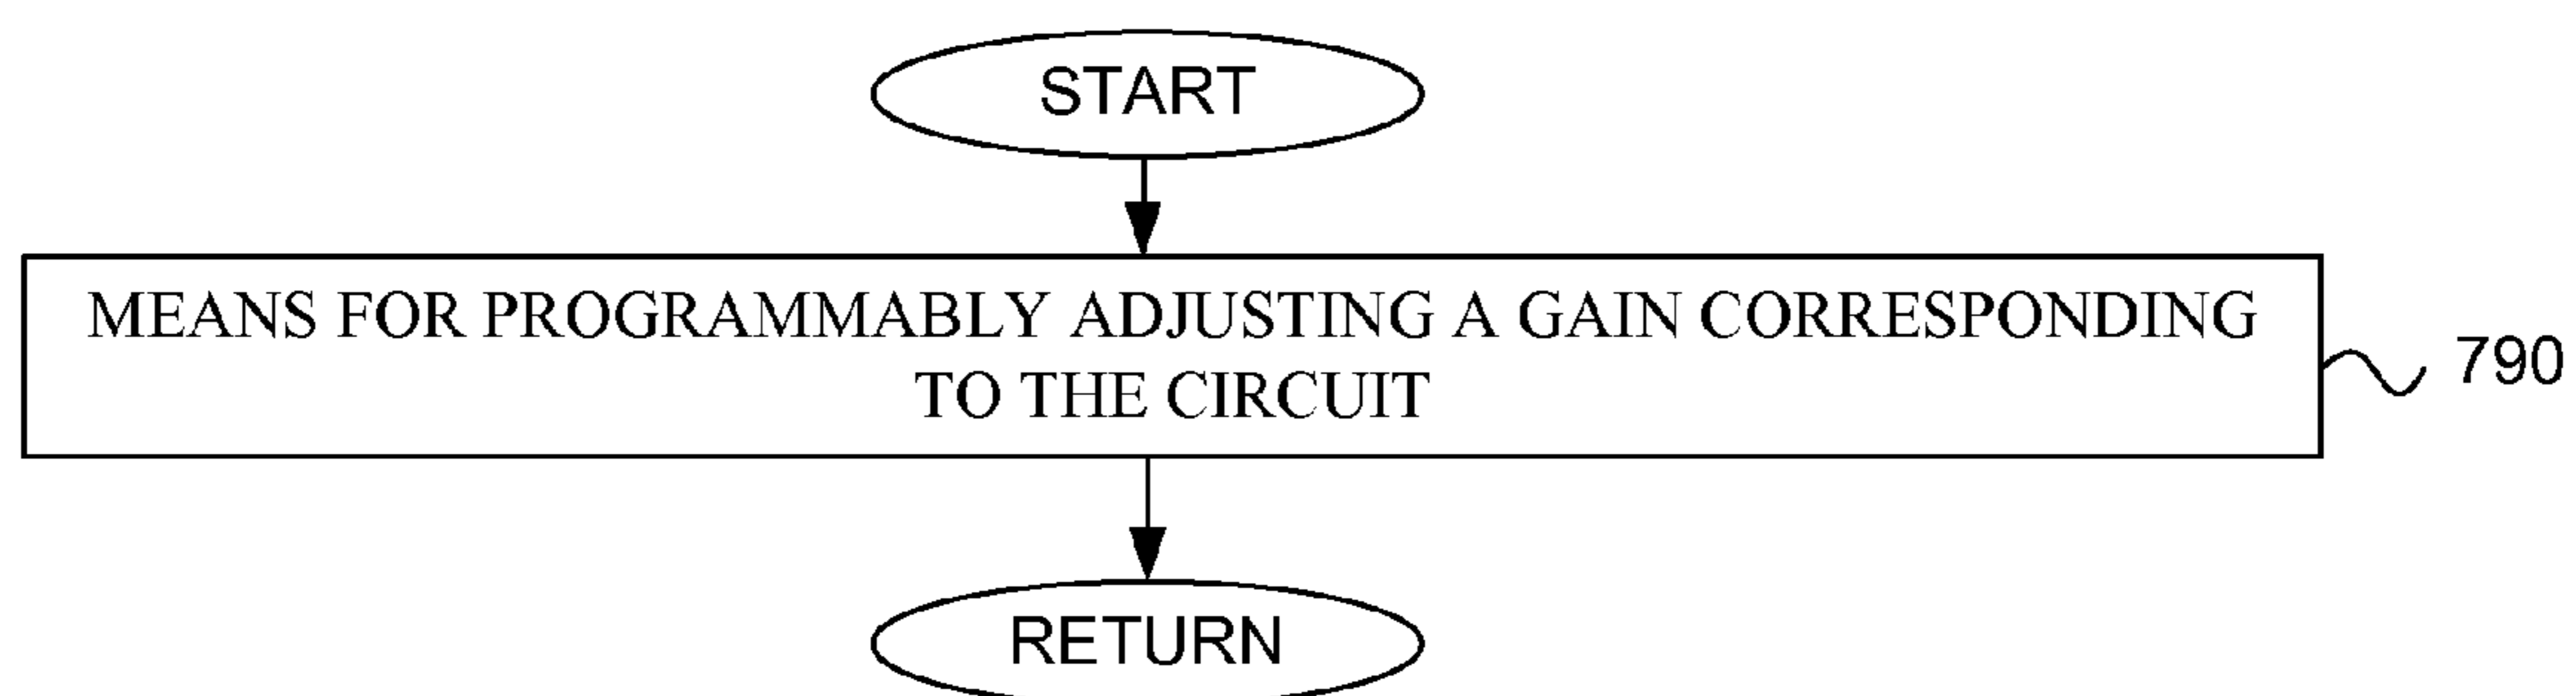 START
MEANS FOR PROGRAMMABLY ADJUSTING A GAIN CORRESPONDING
TO THE CIRCUIT
790
RETURN